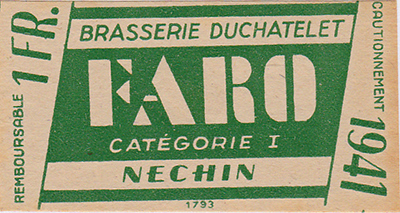 REMBOURSABLE 1 FR.
BRASSERIE DUCHATELET
FARO
CATÉGORIE I
NECHIN
1793
CAUTIONNEMENT 1941